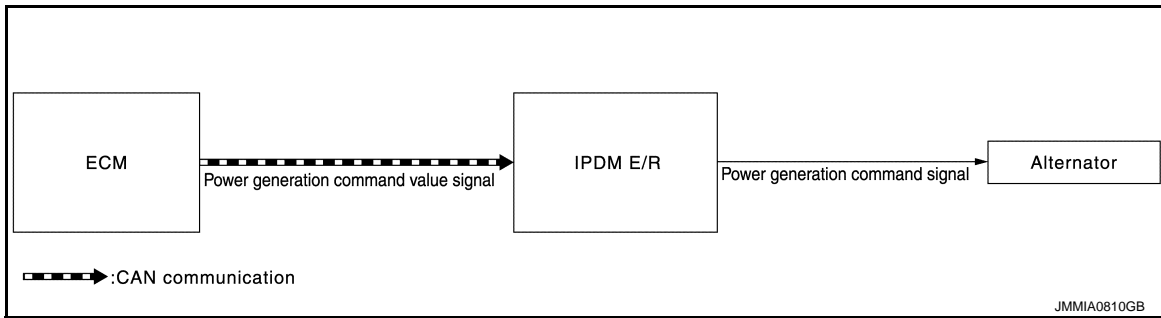 ECM
IPDM E/R
Alternator
Power generation command value signal
Power generation command signal
:CAN communication
JMMIA0810GB